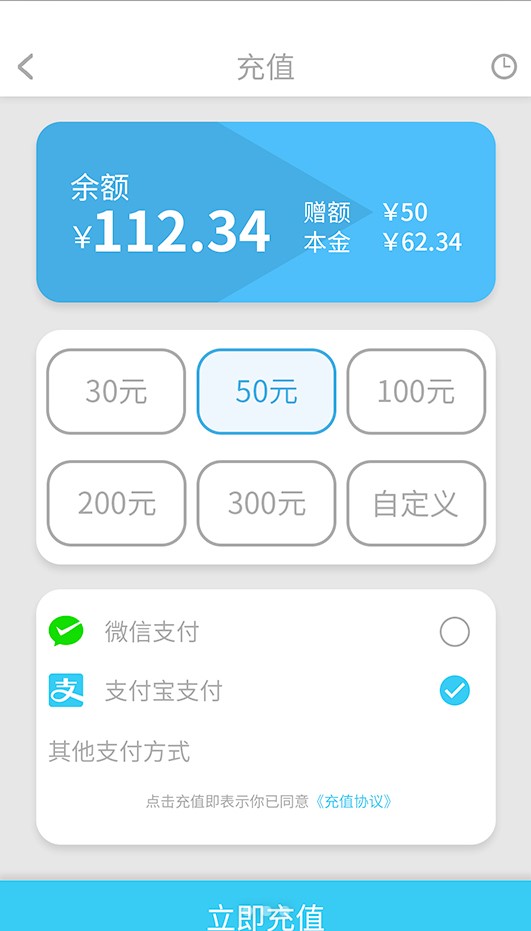 充值
余额
¥112.34
赠额 ¥50
本金 ¥62.34
30元 50元 100元
200元 300元 自定义
微信支付
支 支付宝支付
其他支付方式
点击充值即表示你已同意《充值协议》
立即充值